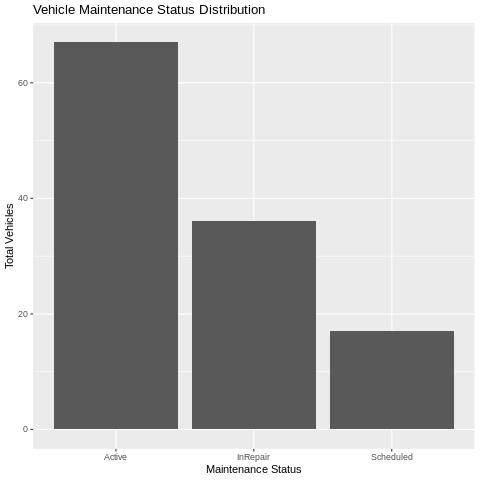 Vehicle Maintenance Status Distribution
Total Vehicles
60
40
20
0
Active
InRepair
Scheduled
Maintenance Status